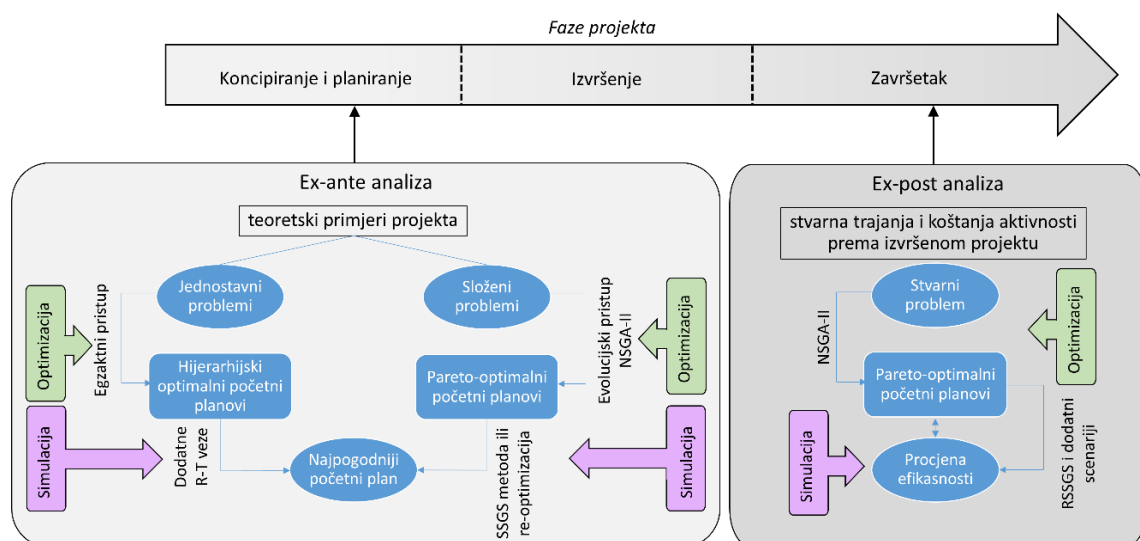 Faze projekta
Koncipiranje i planiranje
Izvršenje
Završetak
Ex-ante analiza
teoretski primjeri projekta
Jednostavni
problemi
Složeni
problemi
Optimizacija
Egzaktni pristup
Evolucijski pristup
NSGA-II
Optimizacija
Hijerarhijski
optimalni početni
planovi
Pareto-optimalni
početni planovi
Simulacija
Dodatne
R-T veze
Najpogodniji
početni plan
SSGS metoda ili
re-optimizacija
Simulacija
Ex-post analiza
stvarna trajanja i koštanja aktivnosti
prema izvršenom projektu
Stvarni
problem
NSGA-II
Optimizacija
Pareto-optimalni
početni planovi
Simulacija
Procjena
efikasnosti
RSSGS i dodatni
scenariji